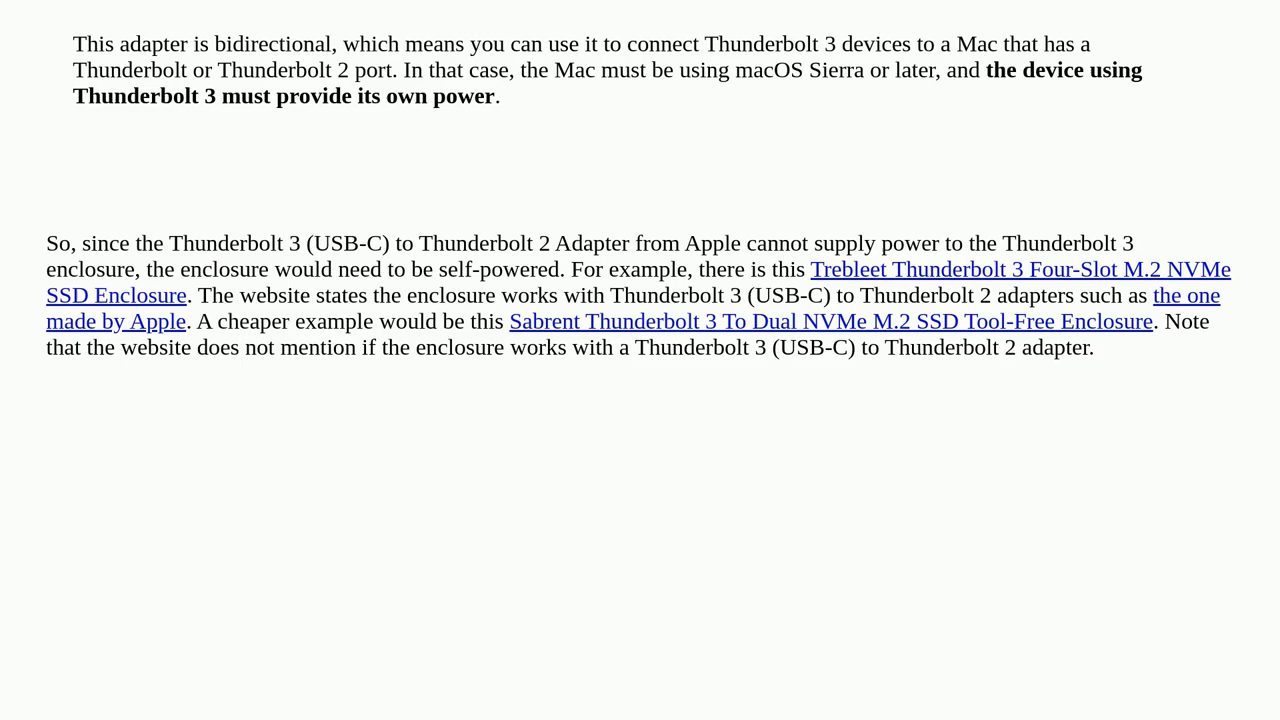 This adapter is bidirectional, which means you can use it to connect Thunderbolt 3 devices to a Mac that has a
Thunderbolt or Thunderbolt 2 port. In that case, the Mac must be using macOS Sierra or later, and the device using
Thunderbolt 3 must provide its own power.
So, since the Thunderbolt 3 (USB-C) to Thunderbolt 2 Adapter from Apple cannot supply power to the Thunderbolt 3
enclosure, the enclosure would need to be self-powered. For example, there is this Trebleet Thunderbolt 3 Four-Slot M.2 NVMe
SSD Enclosure. The website states the enclosure works with Thunderbolt 3 (USB-C) to Thunderbolt 2 adapters such as the one
made by Apple. A cheaper example would be this Sabrent Thunderbolt 3 To Dual NVMe M.2 SSD Tool-Free Enclosure. Note
that the website does not mention if the enclosure works with a Thunderbolt 3 (USB-C) to Thunderbolt 2 adapter.